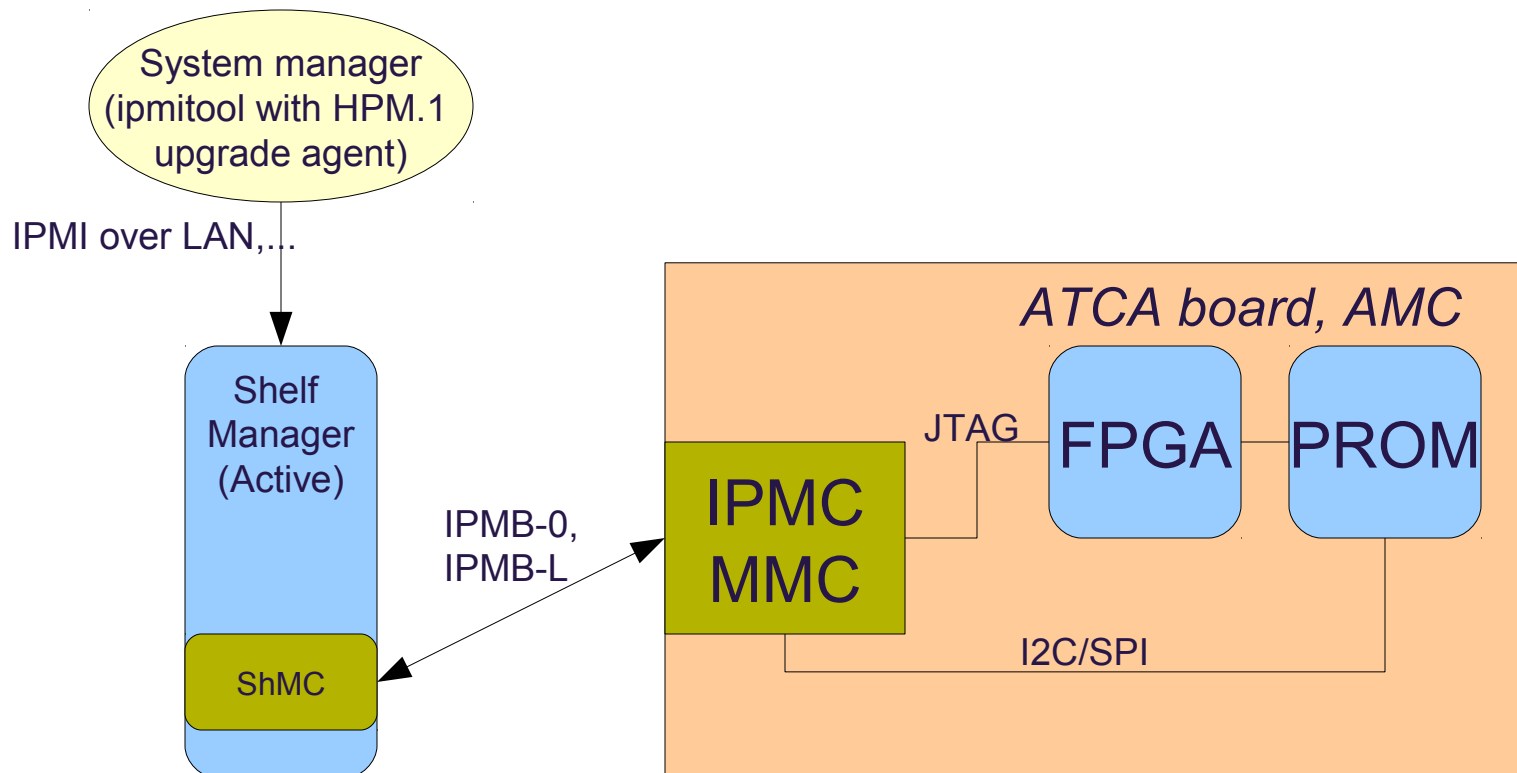 System manager
(ipmitool with HPM.1
upgrade agent)
IPMI over LAN,...
Shelf
Manager
(Active)
ShMC
IPMB-0,
IPMB-L
ATCA board, AMC
IPMC
MMC
JTAG
FPGA
PROM
I2C/SPI